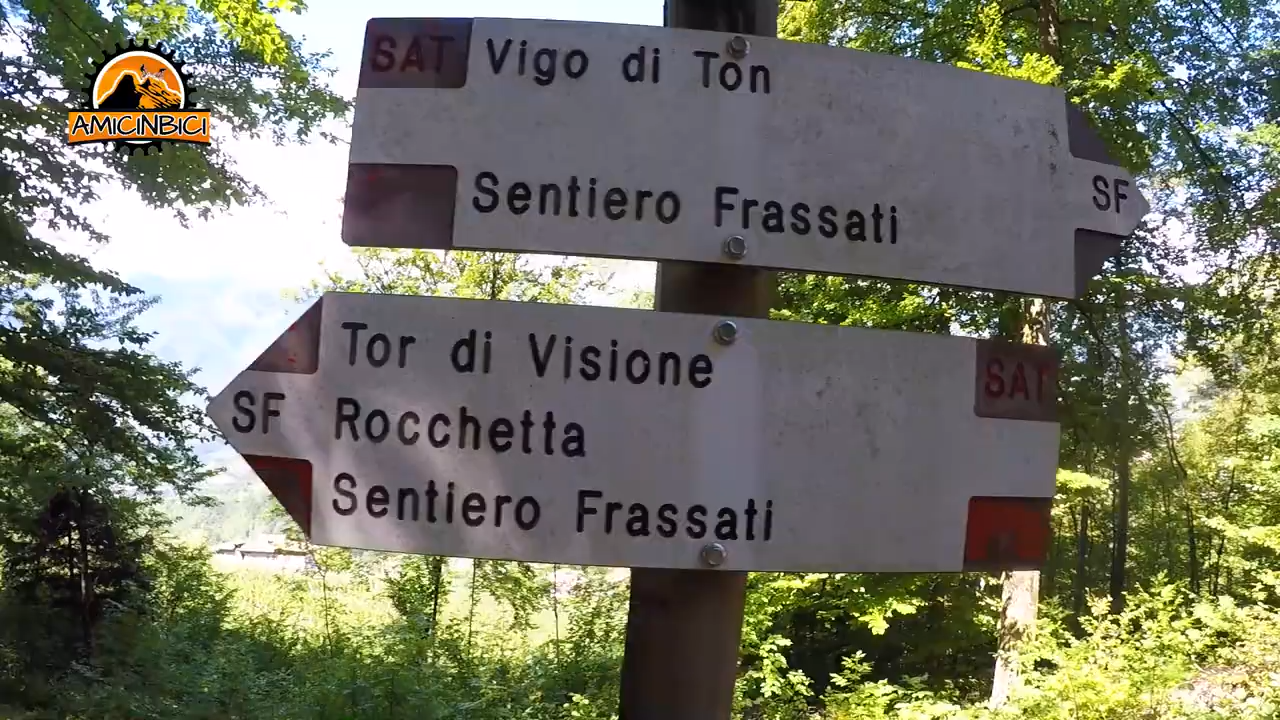 AMICINBICI
SAT Vigo di Ton
Sentiero Frassati SF
Tor di Visione SAT
SF Rocchetta
Sentiero Frassati